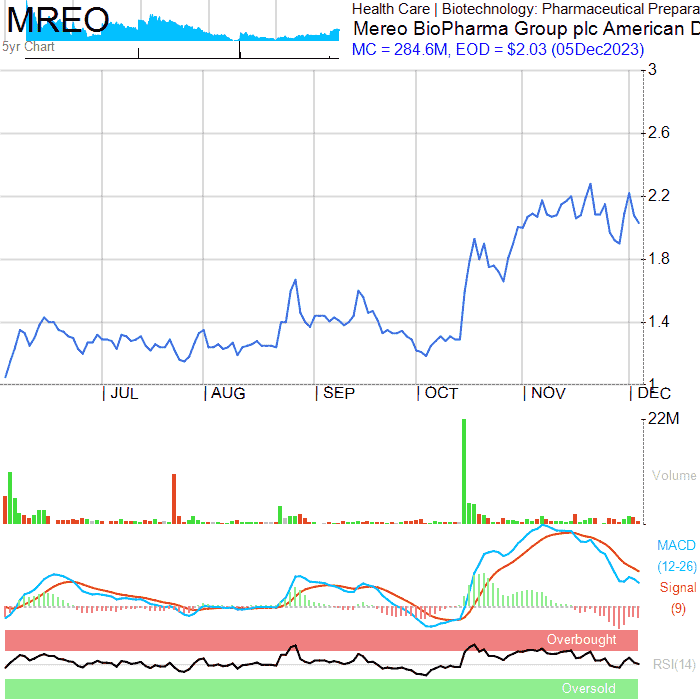 MREO
5yr Chart
Health Care | Biotechnology: Pharmaceutical Prepara
Mereo BioPharma Group plc American D
MC = 284.6M, EOD = $2.03 (05Dec2023)
3
2.6
2.2
1.8
1.4
1
| JUL | AUG | SEP | OCT | NOV | DEC
22M
Volume
MACD
(12-26)
Signal
(9)
Overbought
RSI(14)
Oversold